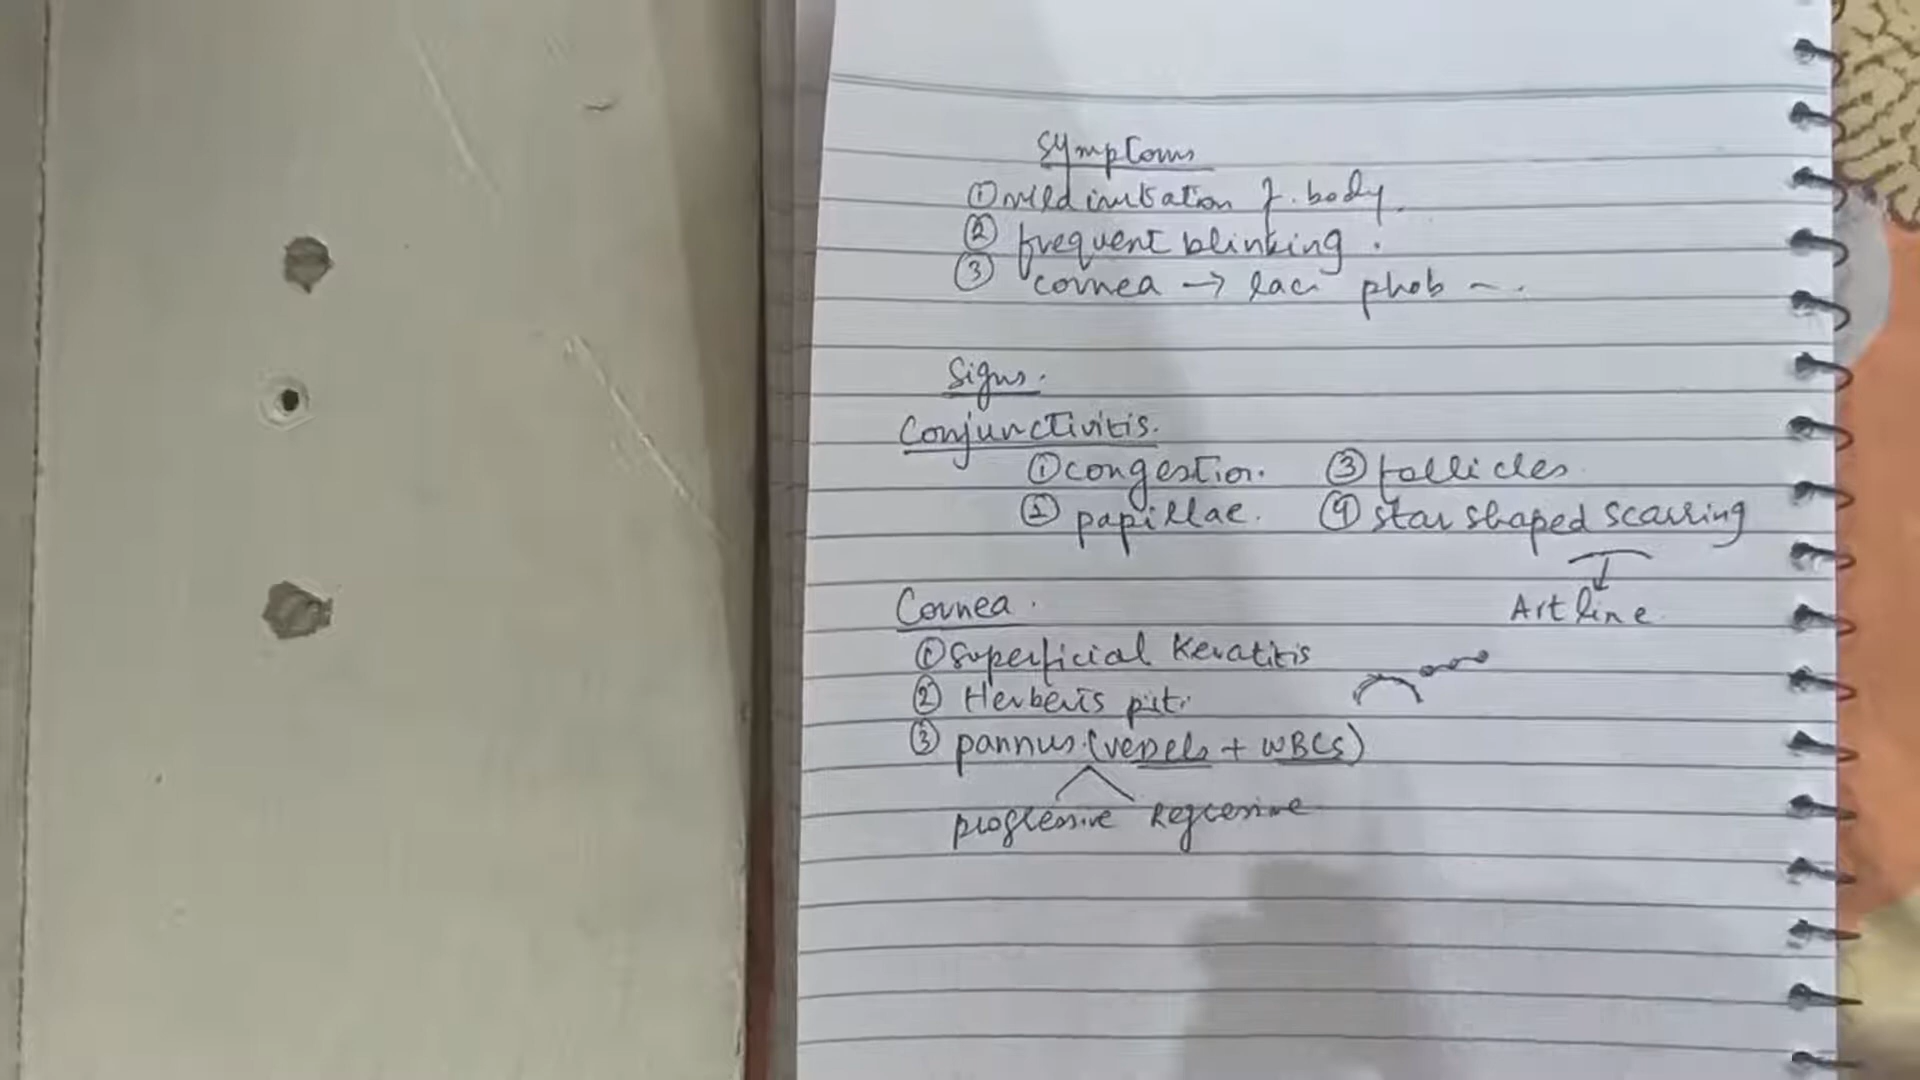 Symptoms
① mild irritation f. body.
② frequent blinking.
③ cornea → lac phob ~.
Signs.
Conjunctivitis.
① congestion. ③ follicles
② papillae. ④ star shaped scarring
↓
Art line
Cornea.
① superficial Keratitis
② Herberts pit.
③ pannus. (vessels + WBCs)
progressive Regressive